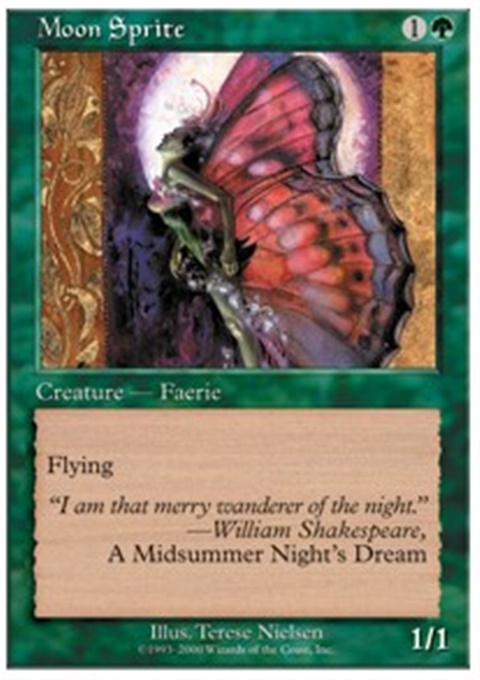 Moon Sprite 1
Creature — Faerie
Flying
“I am that merry wanderer of the night.”
—William Shakespeare,
A Midsummer Night’s Dream
Illus. Terese Nielsen
©1993-2000 Wizards of the Coast, Inc.
1/1